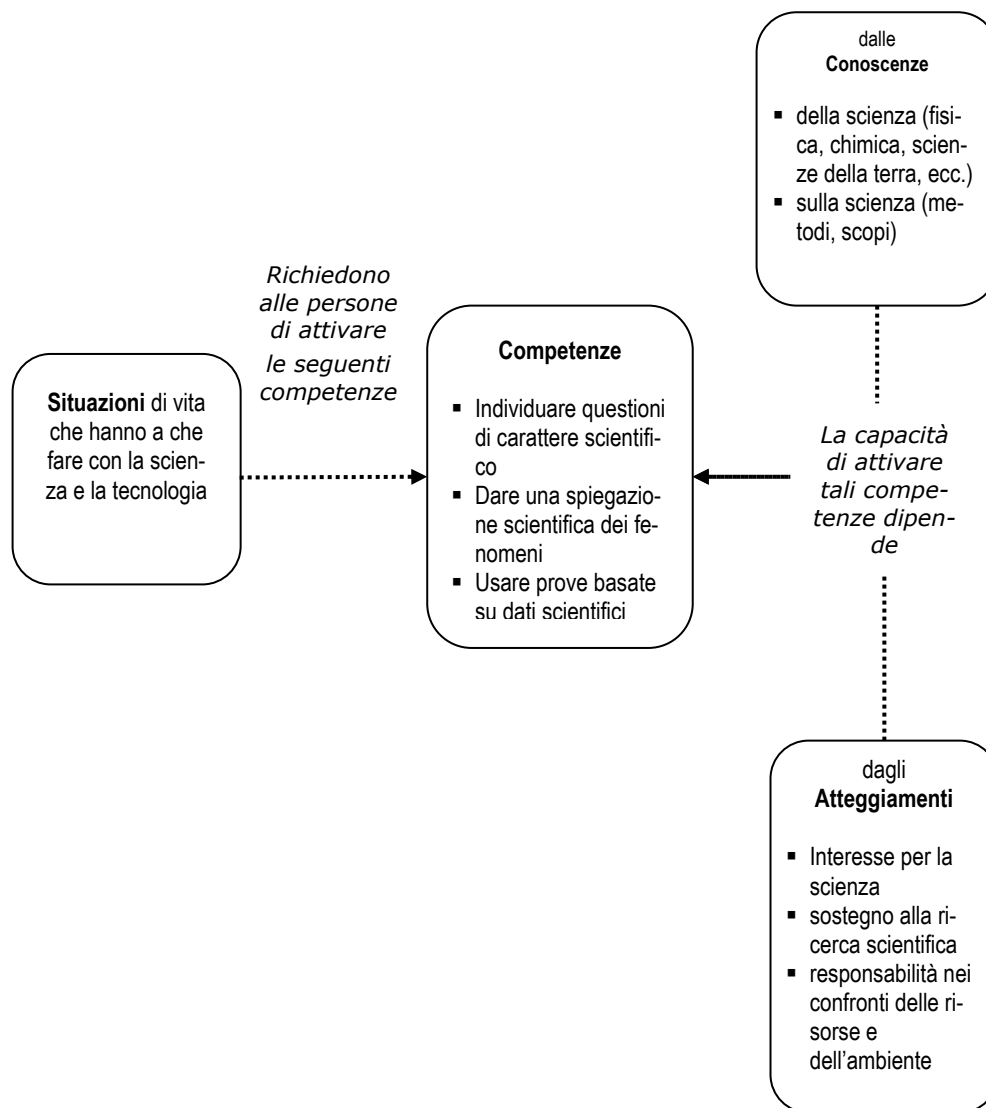 Situazioni di vita
che hanno a che
fare con la scien-
za e la tecnologia
Richiedono
alle persone
di attivare
le seguenti
competenze
Competenze
▪ Individuare questioni
di carattere scientifi-
co
▪ Dare una spiegazio-
ne scientifica dei fe-
nomeni
▪ Usare prove basate
su dati scientifici
La capacità
di attivare
tali compe-
tenze dipen-
de
dalle
Conoscenze
▪ della scienza (fisi-
ca, chimica, scien-
ze della terra, ecc.)
▪ sulla scienza (me-
todi, scopi)
dagli
Atteggiamenti
▪ Interesse per la
scienza
▪ sostegno alla ri-
cerca scientifica
▪ responsabilità nei
confronti delle ri-
sorse e
dell’ambiente